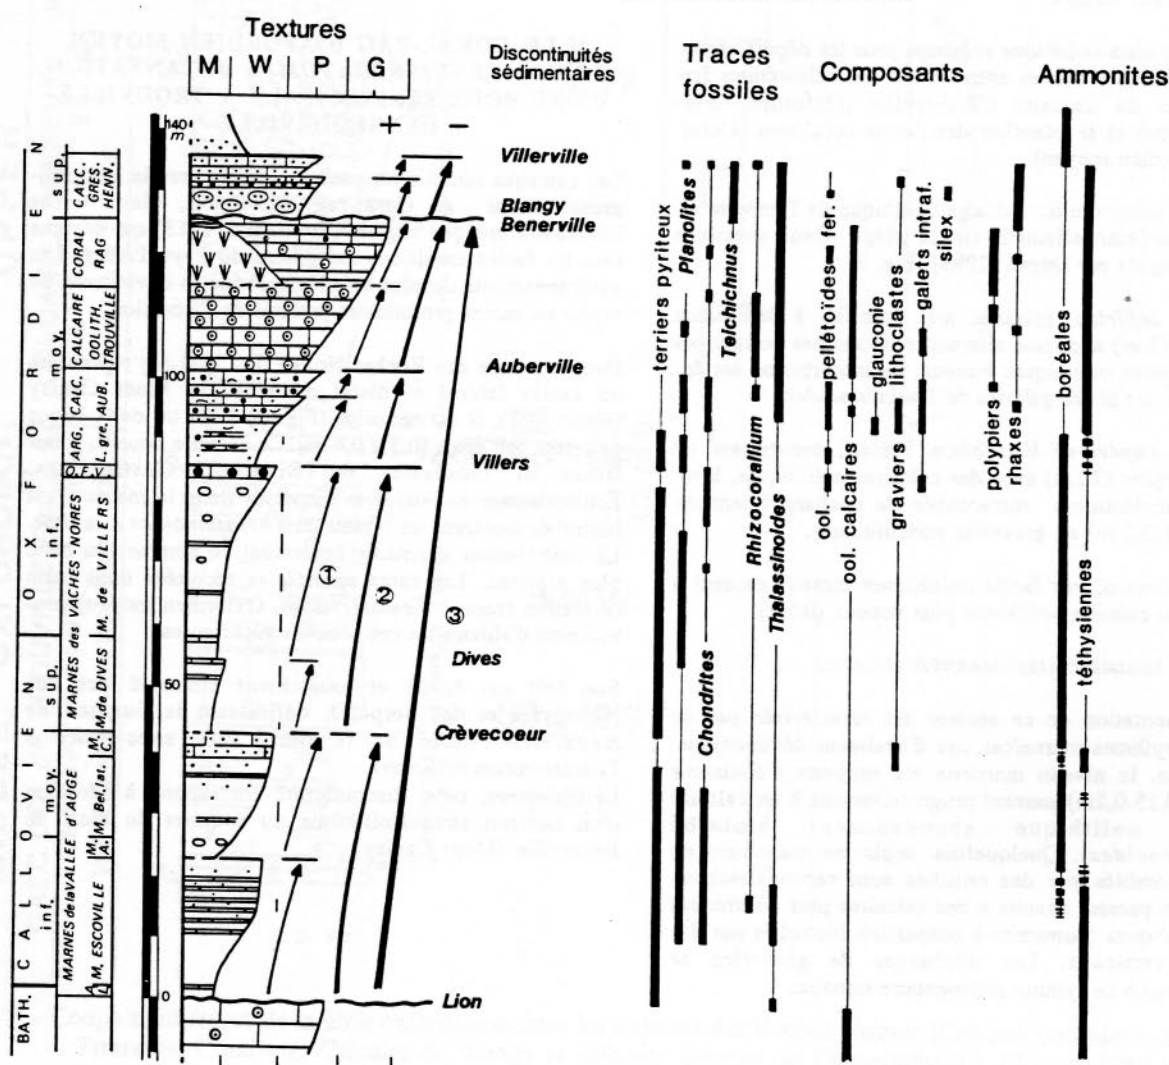 Textures
M W P G
+ −
Discontinuités
sédimentaires
Traces
fossiles
Composants
Ammonites
140
m
100
50
0
Villerville
Blangy
Benerville
Auberville
Villers
Dives
Crèvecoeur
Lion
①
②
③
OXFORDIEN
sup.
moy.
CALLOVIEN
sup.
moy.
inf.
BATH.
CALC.
GRES.
HENN.
CORAL
RAG
CALCAIRE
OOLITH.
TROUVILLE
ARG. CALC.
L. gre. AUB.
O.F.V.
MARNES des VACHES NOIRES
M. de VILLERS
M. de DIVES
MARNES de la VALLEE d'AUGE
M. ESCOVILLE
terriers pyriteux
Planolites
Chondrites
Teichichnus
Rhizocrallium
Thalassinoides
pelletoïdes
ool. fer.
ool. calcaires
glauconie
lithoclastes
graviers
galets intraf.
silex
polypiers
rhaxes
boréales
téthysiennes